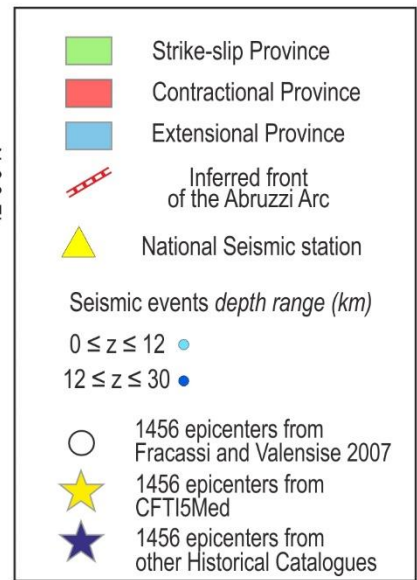 Strike-slip Province
Contractional Province
Extensional Province
Inferred front
of the Abruzzi Arc
National Seismic station
Seismic events depth range (km)
0 ≤ z ≤ 12
12 ≤ z ≤ 30
1456 epicenters from
Fracassi and Valensise 2007
1456 epicenters from
CFTI5Med
1456 epicenters from
other Historical Catalogues